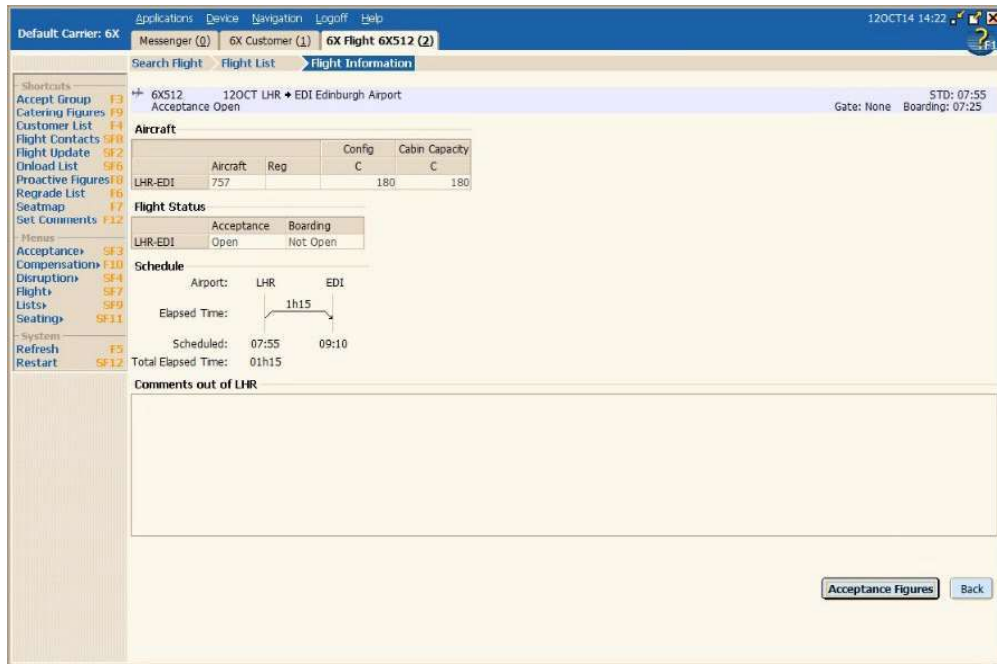 Applications Device Navigation Logoff Help 12OCT14 14:22
Default Carrier: 6X
Messenger (0) 6X Customer (1) 6X Flight 6X512 (2)
?F1
Search Flight Flight List Flight Information
Shortcuts
Accept Group F3
Catering Figures F9
Customer List F4
Flight Contacts SF8
Flight Update SF2
Onload List SF6
Proactive Figures F8
Regrade List F6
Seatmap F7
Set Comments F12
Menus
Acceptance SF3
Compensation F10
Disruption SF4
Flight SF7
Lists SF9
Seating SF11
System
Refresh F5
Restart SF12
6X512 12OCT LHR EDI Edinburgh Airport STD: 07:55
Acceptance Open Gate: None Boarding: 07:25
Aircraft
Config Cabin Capacity
Aircraft Reg C C
LHR-EDI 757 180 180
Flight Status
Acceptance Boarding
LHR-EDI Open Not Open
Schedule
Airport: LHR EDI
Elapsed Time: 1h15
Scheduled: 07:55 09:10
Total Elapsed Time: 01h15
Comments out of LHR
Acceptance Figures Back